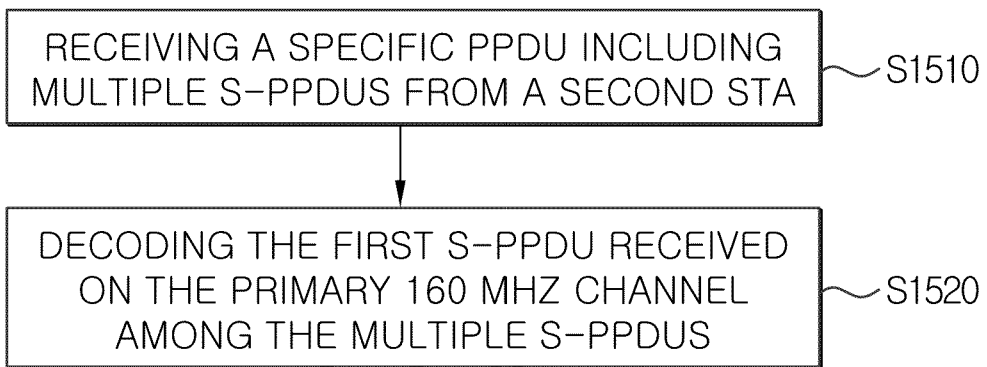 RECEIVING A SPECIFIC PPDU INCLUDING
MULTIPLE S-PPDUS FROM A SECOND STA
S1510
DECODING THE FIRST S-PPDU RECEIVED
ON THE PRIMARY 160 MHZ CHANNEL
AMONG THE MULTIPLE S-PPDUS
S1520